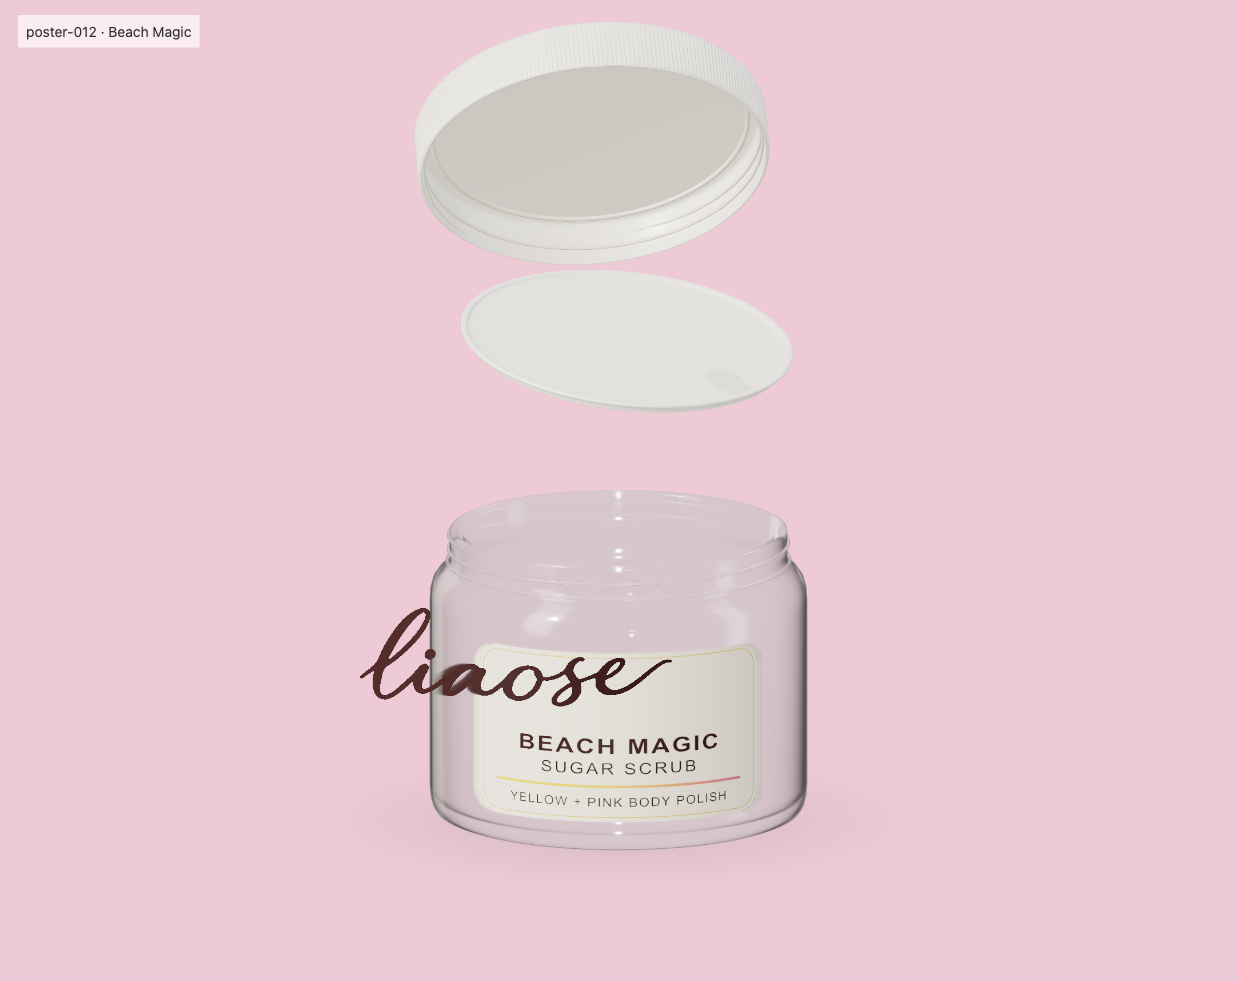 poster-012 · Beach Magic
liaose
BEACH MAGIC
SUGAR SCRUB
YELLOW + PINK BODY POLISH